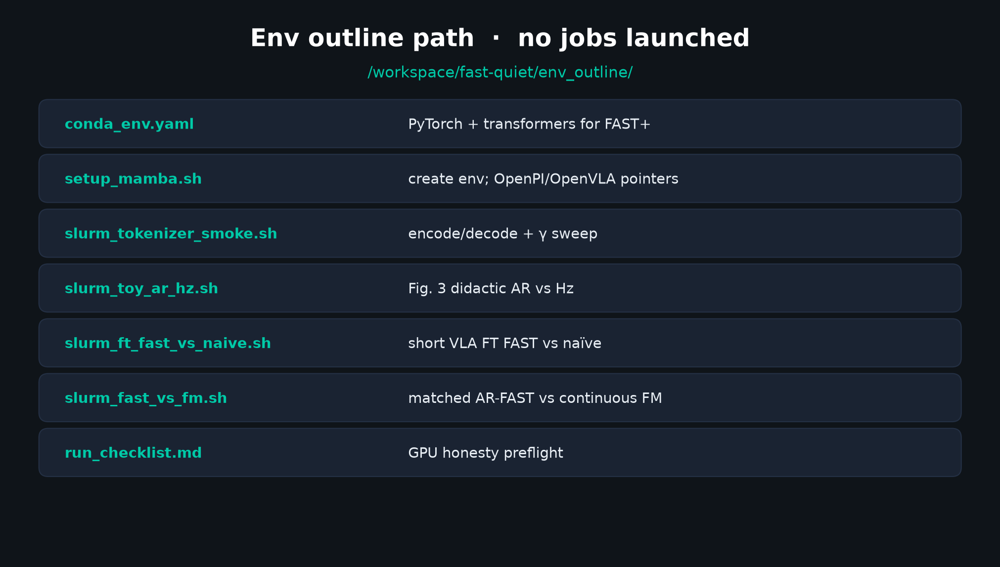 Env outline path · no jobs launched
/workspace/fast-quiet/env_outline/
conda_env.yaml PyTorch + transformers for FAST+
setup_mamba.sh create env; OpenPI/OpenVLA pointers
slurm_tokenizer_smoke.sh encode/decode + γ sweep
slurm_toy_ar_hz.sh Fig. 3 didactic AR vs Hz
slurm_ft_fast_vs_naive.sh short VLA FT FAST vs naïve
slurm_fast_vs_fm.sh matched AR-FAST vs continuous FM
run_checklist.md GPU honesty preflight